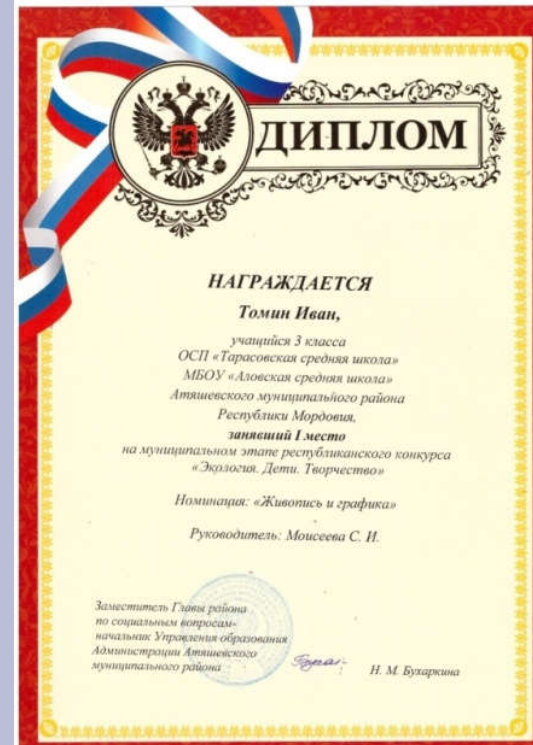 ДИПЛОМ
НАГРАЖДАЕТСЯ
Томин Иван,
учащийся 3 класса
ОСП «Тарасовская средняя школа»
МБОУ «Аловская средняя школа»
Атяшевского муниципального района
Республики Мордовия,
занявший I место
на муниципальном этапе республиканского конкурса
«Экология. Дети. Творчество»
Номинация: «Живопись и графика»
Руководитель: Моисеева С. И.
Заместитель Главы района
по социальным вопросам-
начальник Управления образования
Администрации Атяшевского
муниципального района
Н. М. Бухаркина